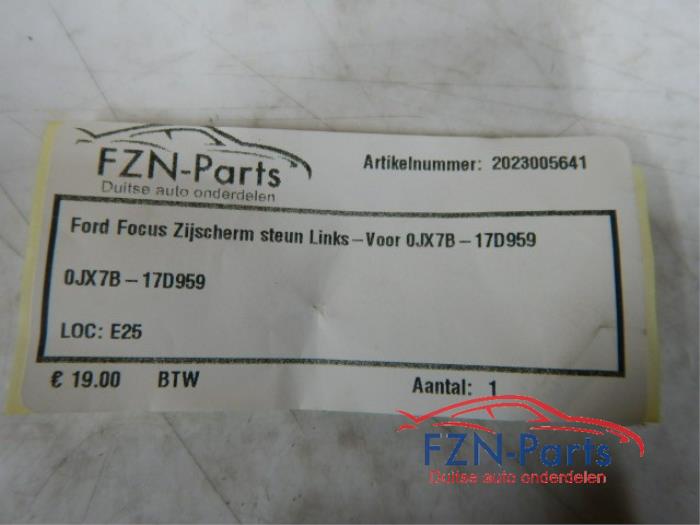 FZN-Parts
Duitse auto onderdelen
Artikelnummer: 2023005641
Ford Focus Zijscherm steun Links-Voor 0JX7B-17D959
0JX7B-17D959
LOC: E25
€ 19.00 BTW Aantal: 1
FZN-Parts
Duitse auto onderdelen